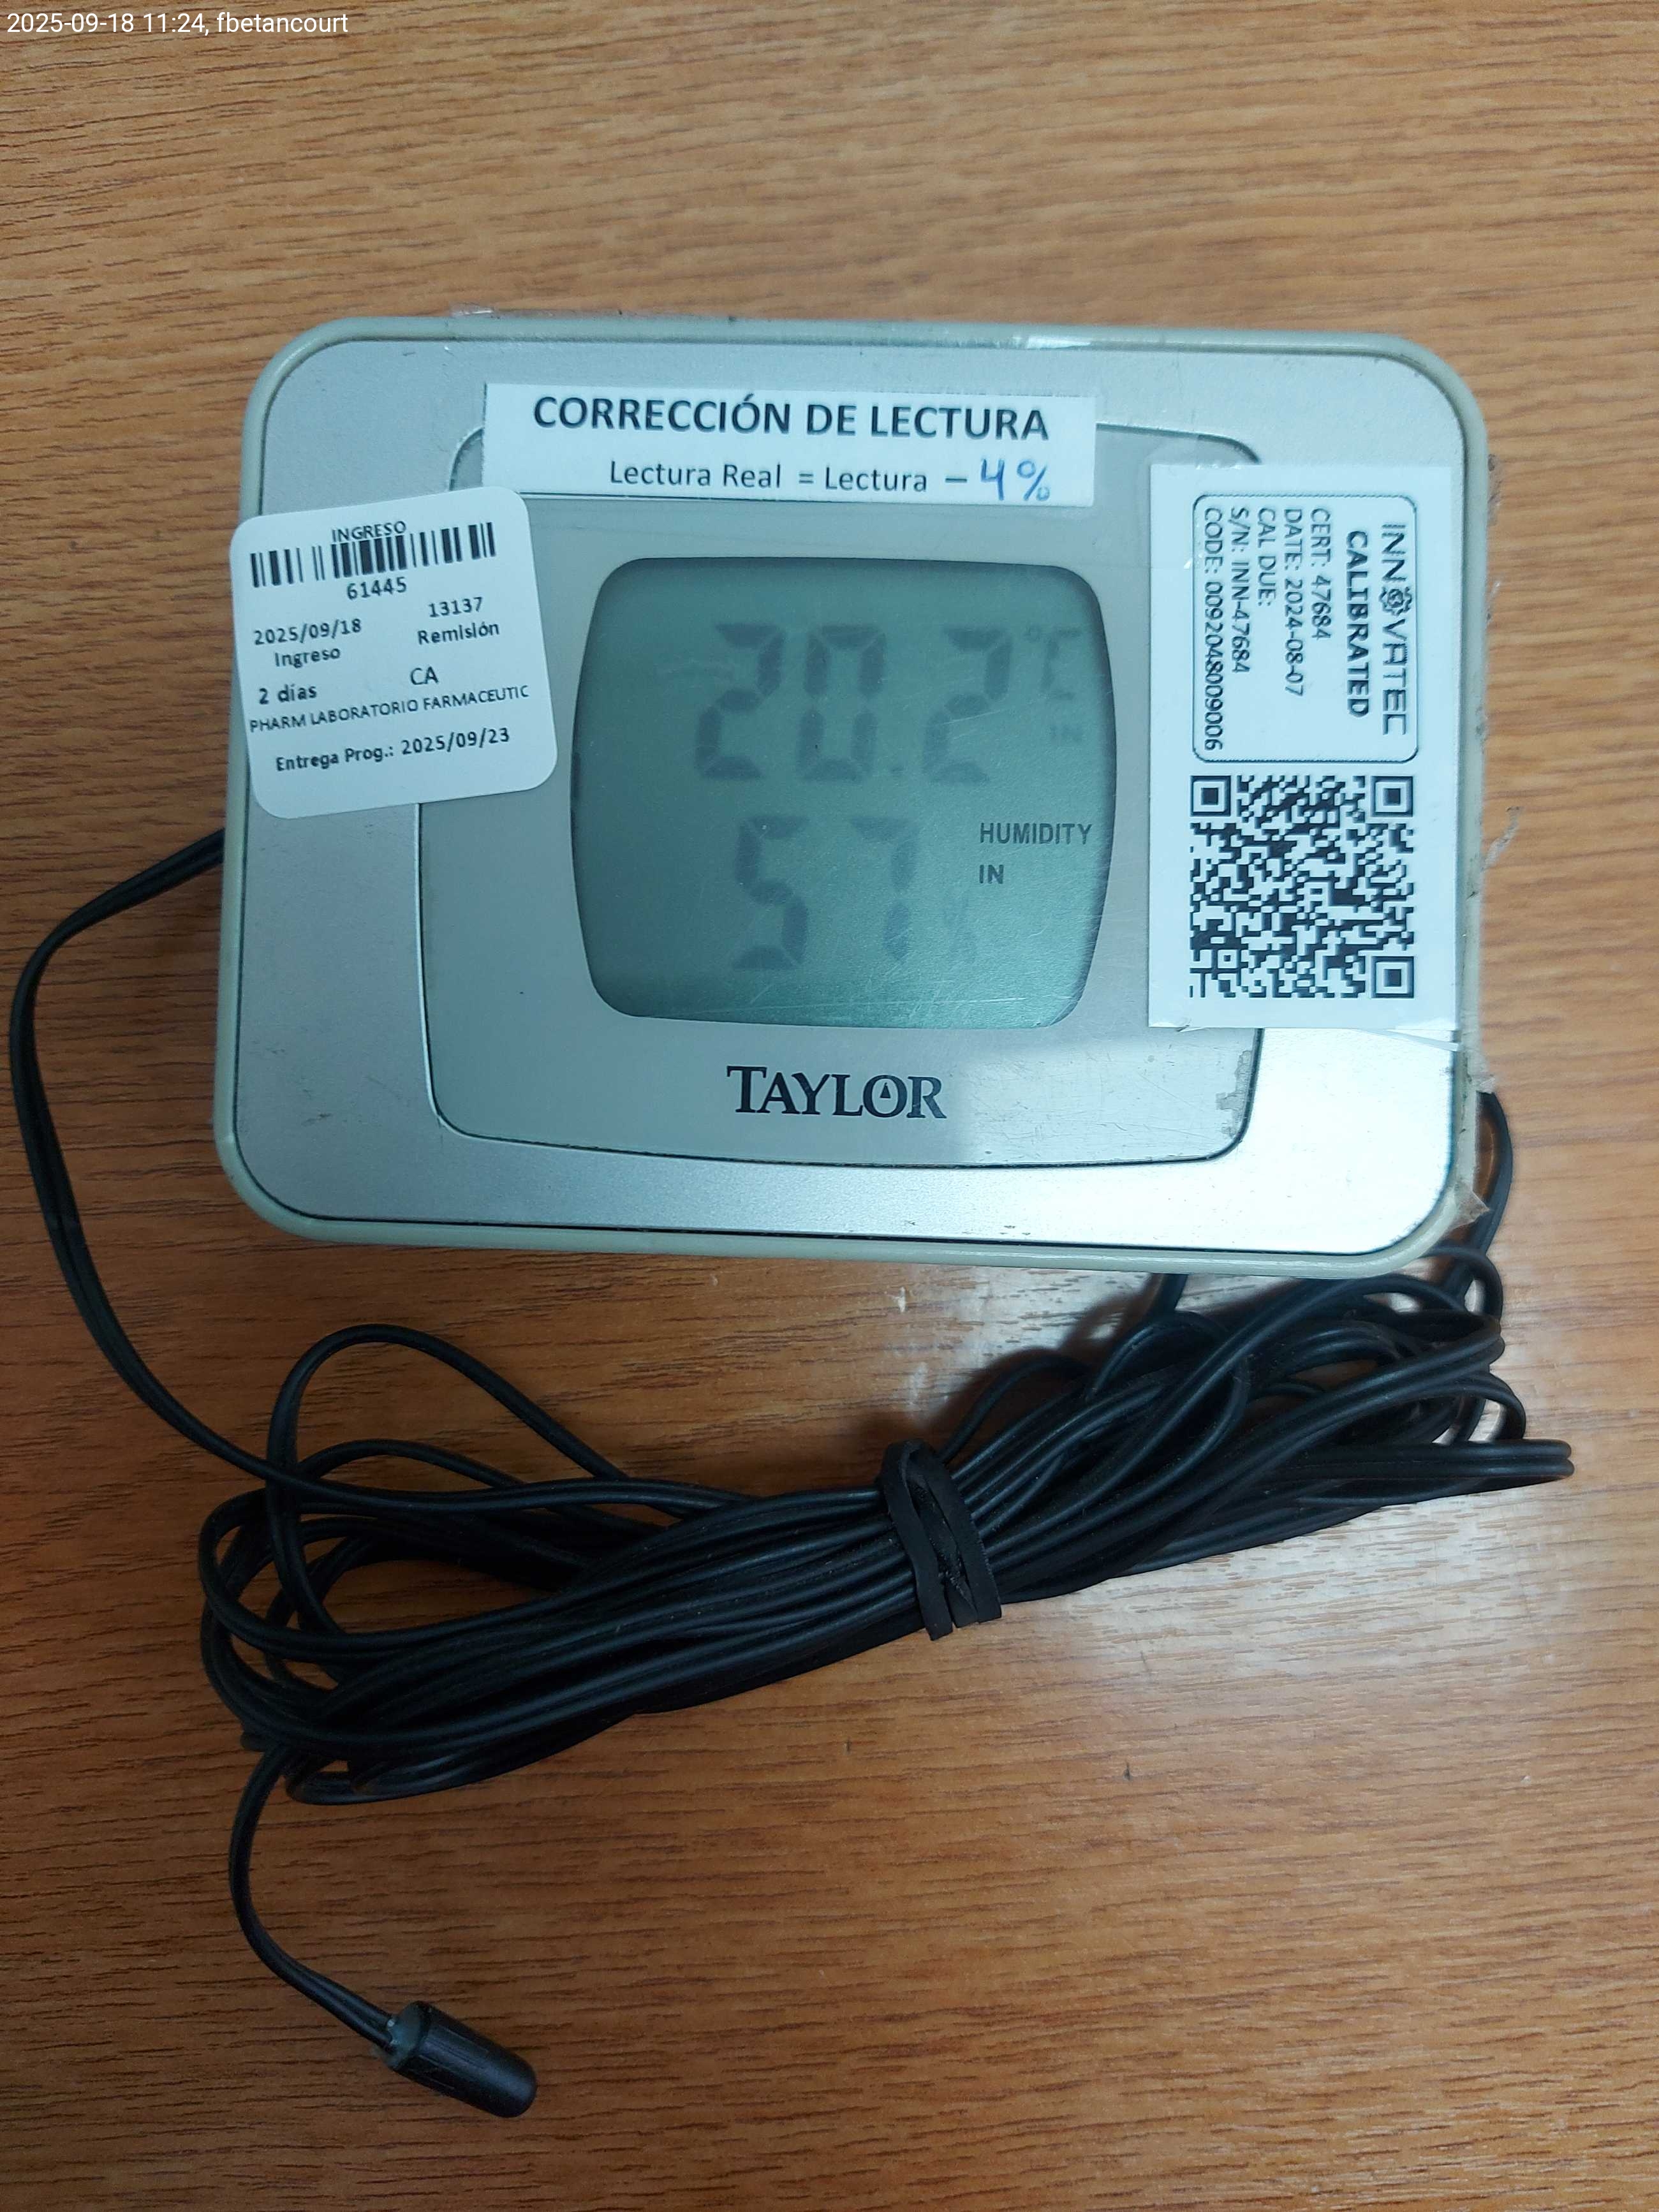 2025-09-18 11:24, fbetancourt
CORRECCIÓN DE LECTURA
Lectura Real = Lectura – 4%
INGRESO
61445
2025/09/18 13137
Ingreso Remisión
2 días CA
PHARM LABORATORIO FARMACEUTIC
Entrega Prog.: 2025/09/23
20.2°C
IN
57%
HUMIDITY
IN
TAYLOR
INNOVATEC
CALIBRATED
CERT: 47684
DATE: 2024-08-07
CAL DUE:
S/N: INN-47684
CODE: 00920480090​06